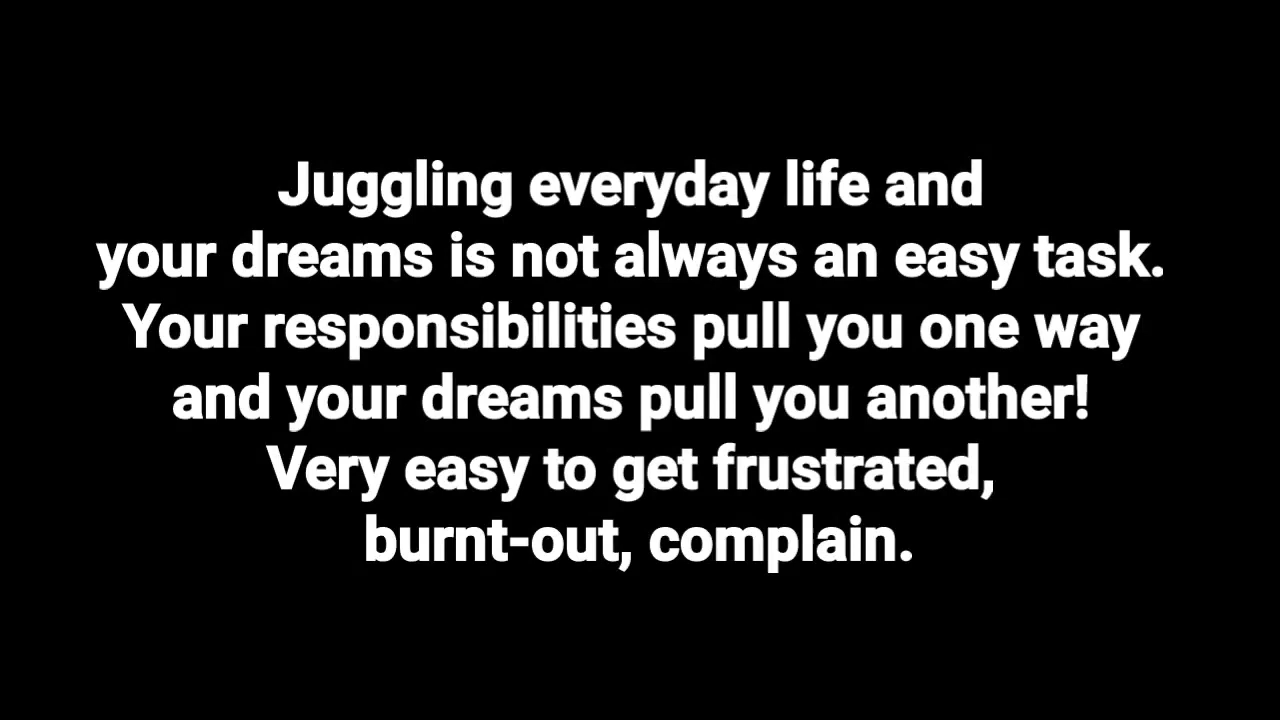 Juggling everyday life and
your dreams is not always an easy task.
Your responsibilities pull you one way
and your dreams pull you another!
Very easy to get frustrated,
burnt-out, complain.